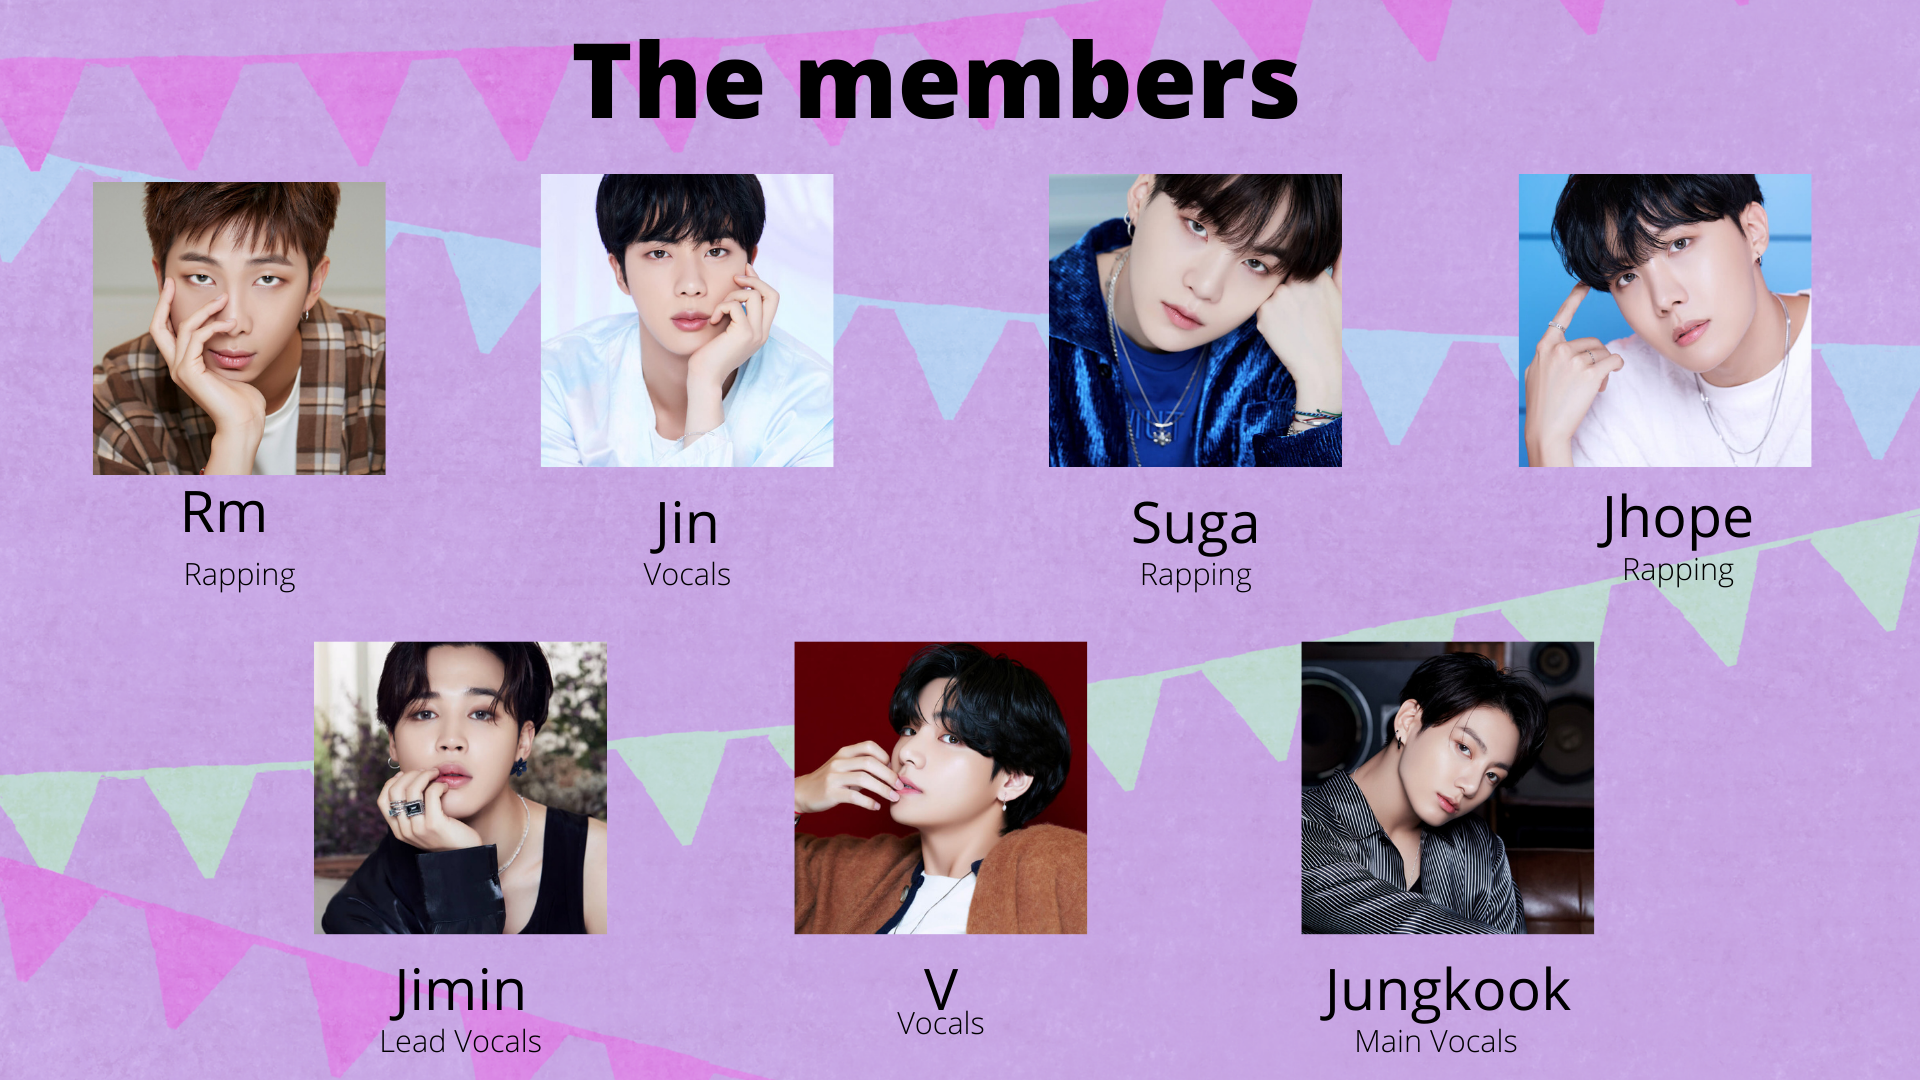 The members
Rm
Jin
Suga
Jhope
Rapping
Vocals
Rapping
Rapping
Jimin
V
Jungkook
Lead Vocals
Vocals
Main Vocals